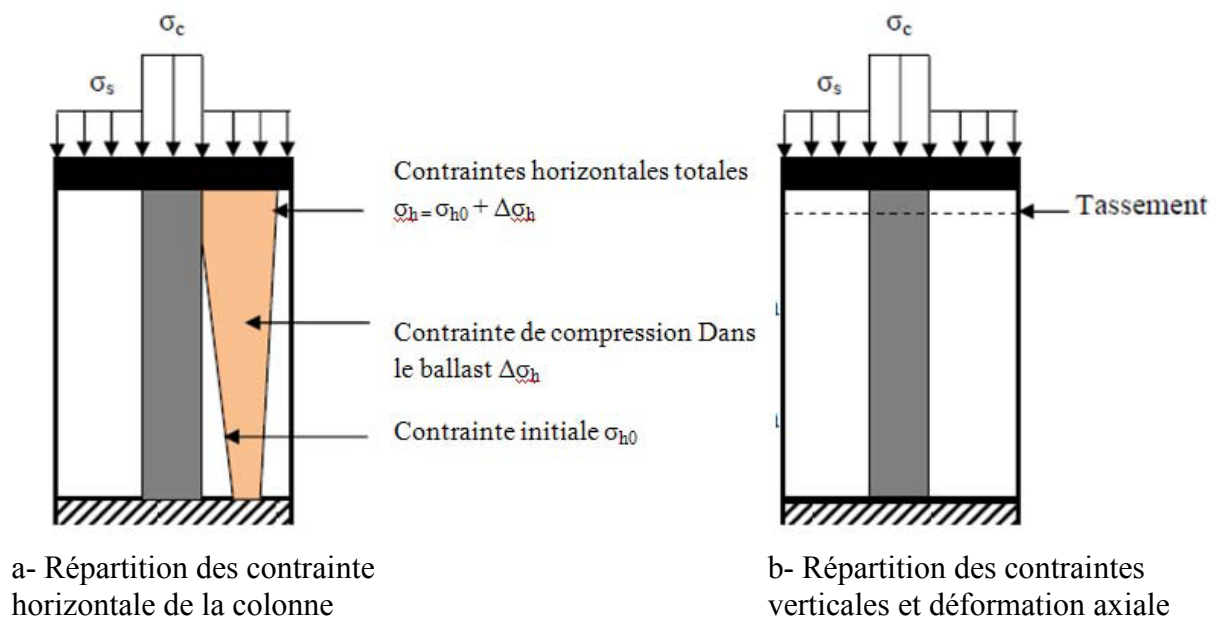 σc
σs
Contraintes horizontales totales
σh = σh0 + Δσh
Contrainte de compression Dans
le ballast Δσh
Contrainte initiale σh0
a- Répartition des contrainte
horizontale de la colonne
σc
σs
Tassement
b- Répartition des contraintes
verticales et déformation axiale